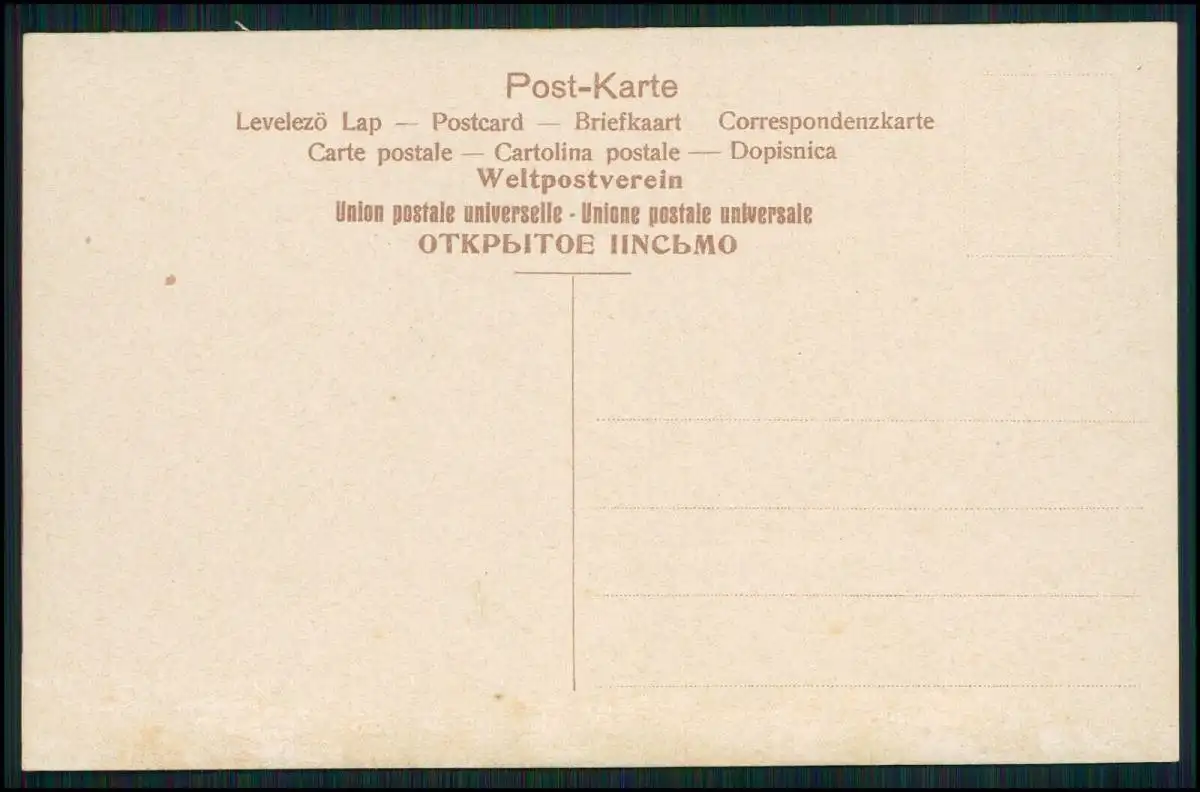 Post-Karte
Levelezö Lap — Postcard — Briefkaart Correspondenzkarte
Carte postale — Cartolina postale — Dopisnica
Weltpostverein
Union postale universelle - Unione postale universale
ОТКРЫТОЕ IINСЬМО